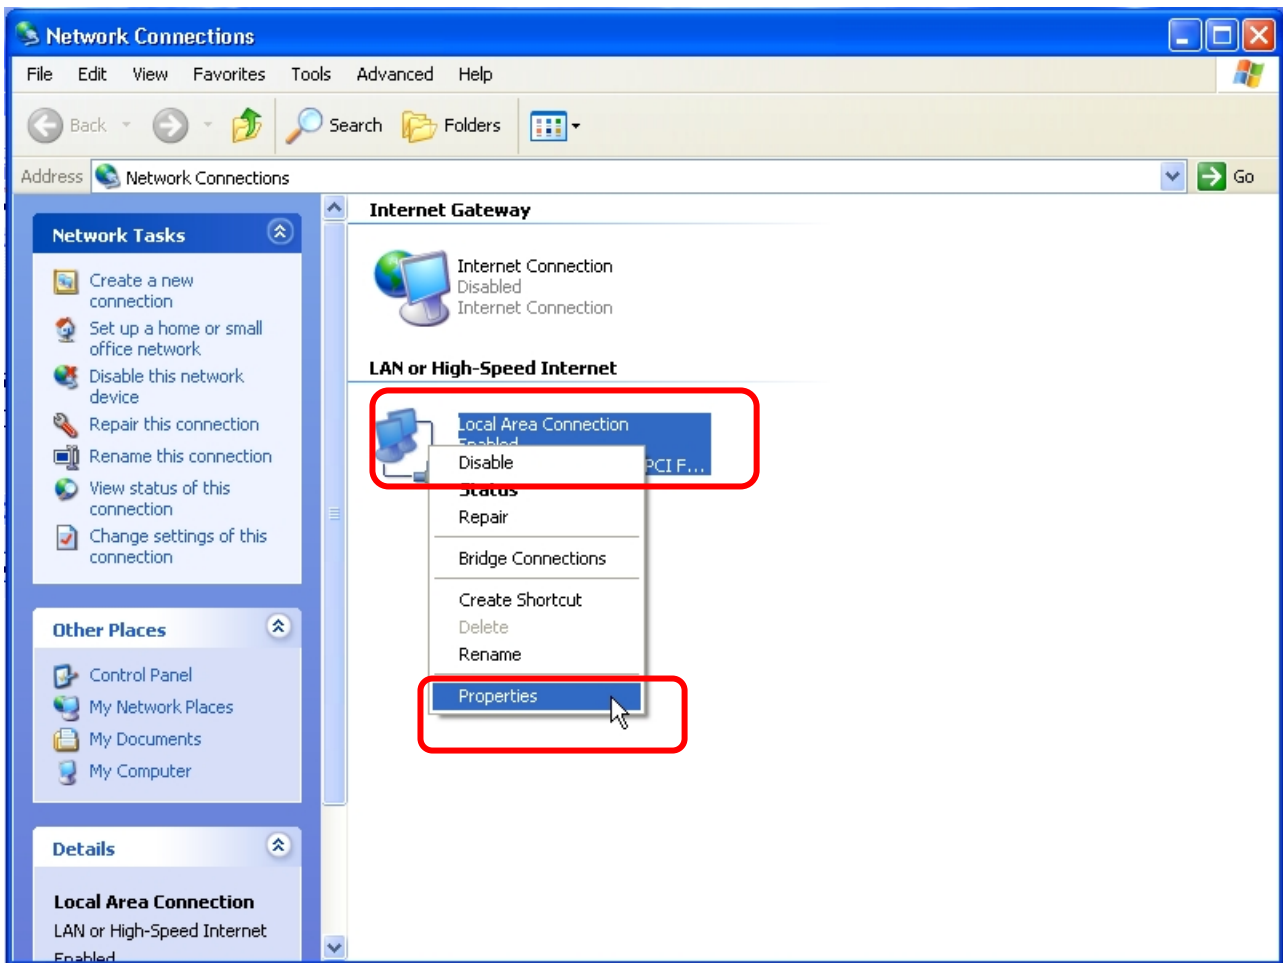 Network Connections
File Edit View Favorites Tools Advanced Help
Back Search Folders
Address Network Connections Go
Network Tasks
Create a new
connection
Set up a home or small
office network
Disable this network
device
Repair this connection
Rename this connection
View status of this
connection
Change settings of this
connection
Other Places
Control Panel
My Network Places
My Documents
My Computer
Details
Local Area Connection
LAN or High-Speed Internet
Enabled
Internet Gateway
Internet Connection
Disabled
Internet Connection
LAN or High-Speed Internet
Local Area Connection
Enabled
PCI F...
Disable
Status
Repair
Bridge Connections
Create Shortcut
Delete
Rename
Properties